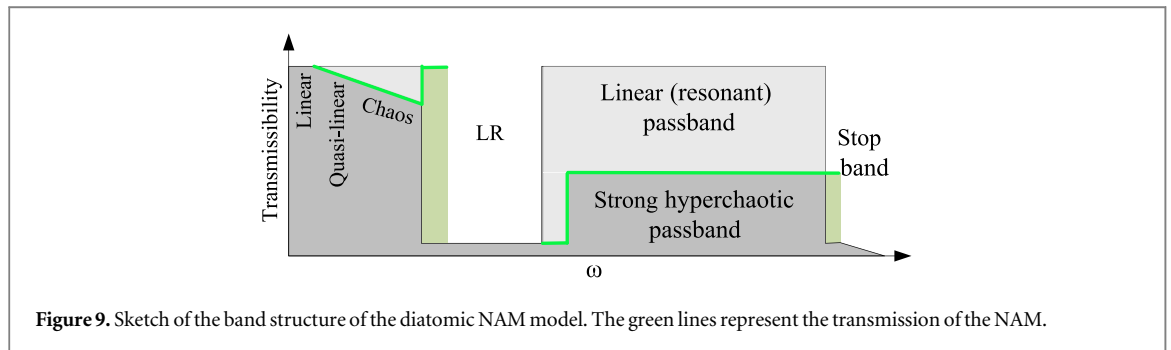 Transmissibility
Linear
Quasi-linear
Chaos
LR
Linear (resonant)
passband
Strong hyperchaotic
passband
Stop
band
ω
Figure 9. Sketch of the band structure of the diatomic NAM model. The green lines represent the transmission of the NAM.